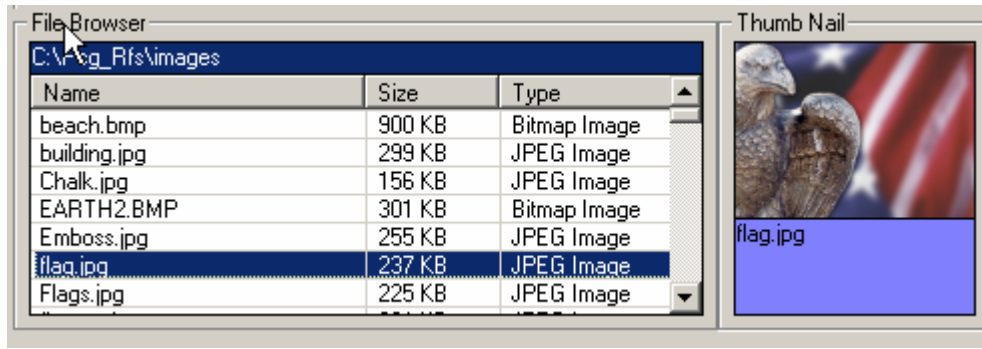 File Browser
Thumb Nail
C:\ cg_Rfs\images
Name Size Type
beach.bmp 900 KB Bitmap Image
building.jpg 299 KB JPEG Image
Chalk.jpg 156 KB JPEG Image
EARTH2.BMP 301 KB Bitmap Image
Emboss.jpg 255 KB JPEG Image
flag.jpg 237 KB JPEG Image
Flags.jpg 225 KB JPEG Image
flag.jpg